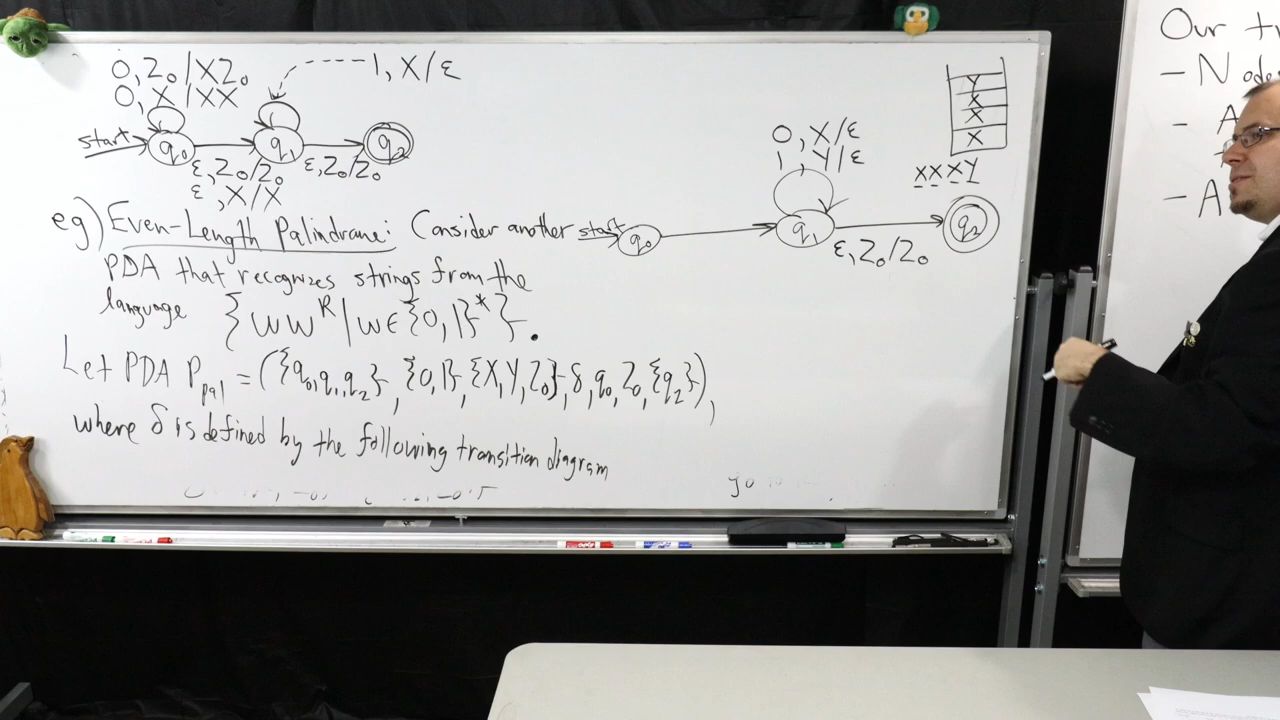 0, Z₀/XZ₀
0, X/XX
1, X/ε
start q₀ q₁ q₂
ε, Z₀/Z₀ ε, Z₀/Z₀
ε, X/X
eg) Even-Length Palindrome: Consider another
PDA that recognizes strings from the
language {ww^R | w ∈ {0,1}*}.
Let PDA P_pal = ({q₀, q₁, q₂}, {0,1}, {X,Y,Z₀}, δ, q₀, Z₀, {q₂}),
where δ is defined by the following transition diagram
0, X/ε
1, Y/ε
start q₀ q₁ q₂
ε, Z₀/Z₀
Y
X
X
X
XXXY
Our
- Node
- A
- A